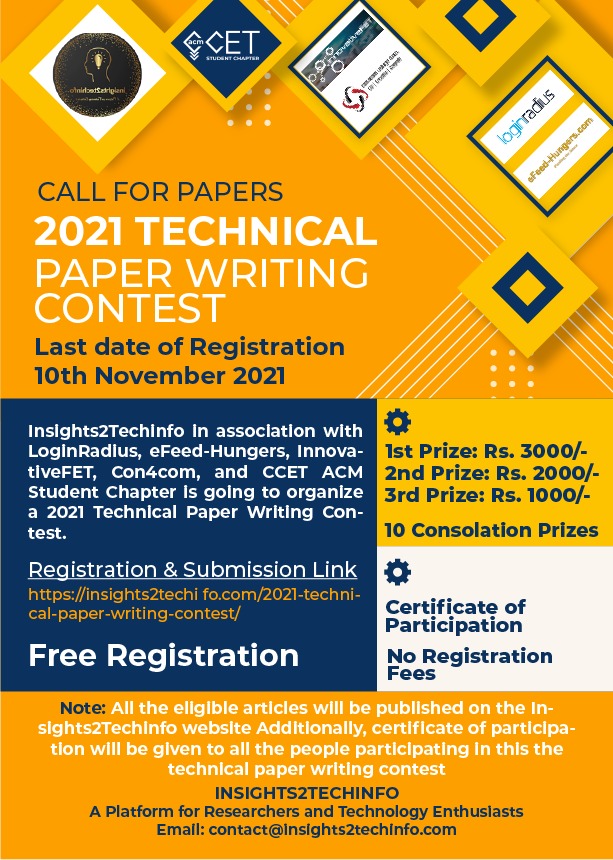 acm
CCET
STUDENT CHAPTER
innovativeFET
loginradius
eFeed-Hungers.com
CALL FOR PAPERS
2021 TECHNICAL
PAPER WRITING
CONTEST
Last date of Registration
10th November 2021
Insights2TechInfo in association with
LoginRadius, eFeed-Hungers, Innova-
tiveFET, Con4com, and CCET ACM
Student Chapter is going to organize
a 2021 Technical Paper Writing Con-
test.
Registration & Submission Link
https://insights2techi fo.com/2021-techni-
cal-paper-writing-contest/
Free Registration
1st Prize: Rs. 3000/-
2nd Prize: Rs. 2000/-
3rd Prize: Rs. 1000/-
10 Consolation Prizes
Certificate of
Participation
No Registration
Fees
Note: All the eligible articles will be published on the In-
sights2TechInfo website Additionally, certificate of participa-
tion will be given to all the people participating in this the
technical paper writing contest
INSIGHTS2TECHINFO
A Platform for Researchers and Technology Enthusiasts
Email: contact@insights2techinfo.com